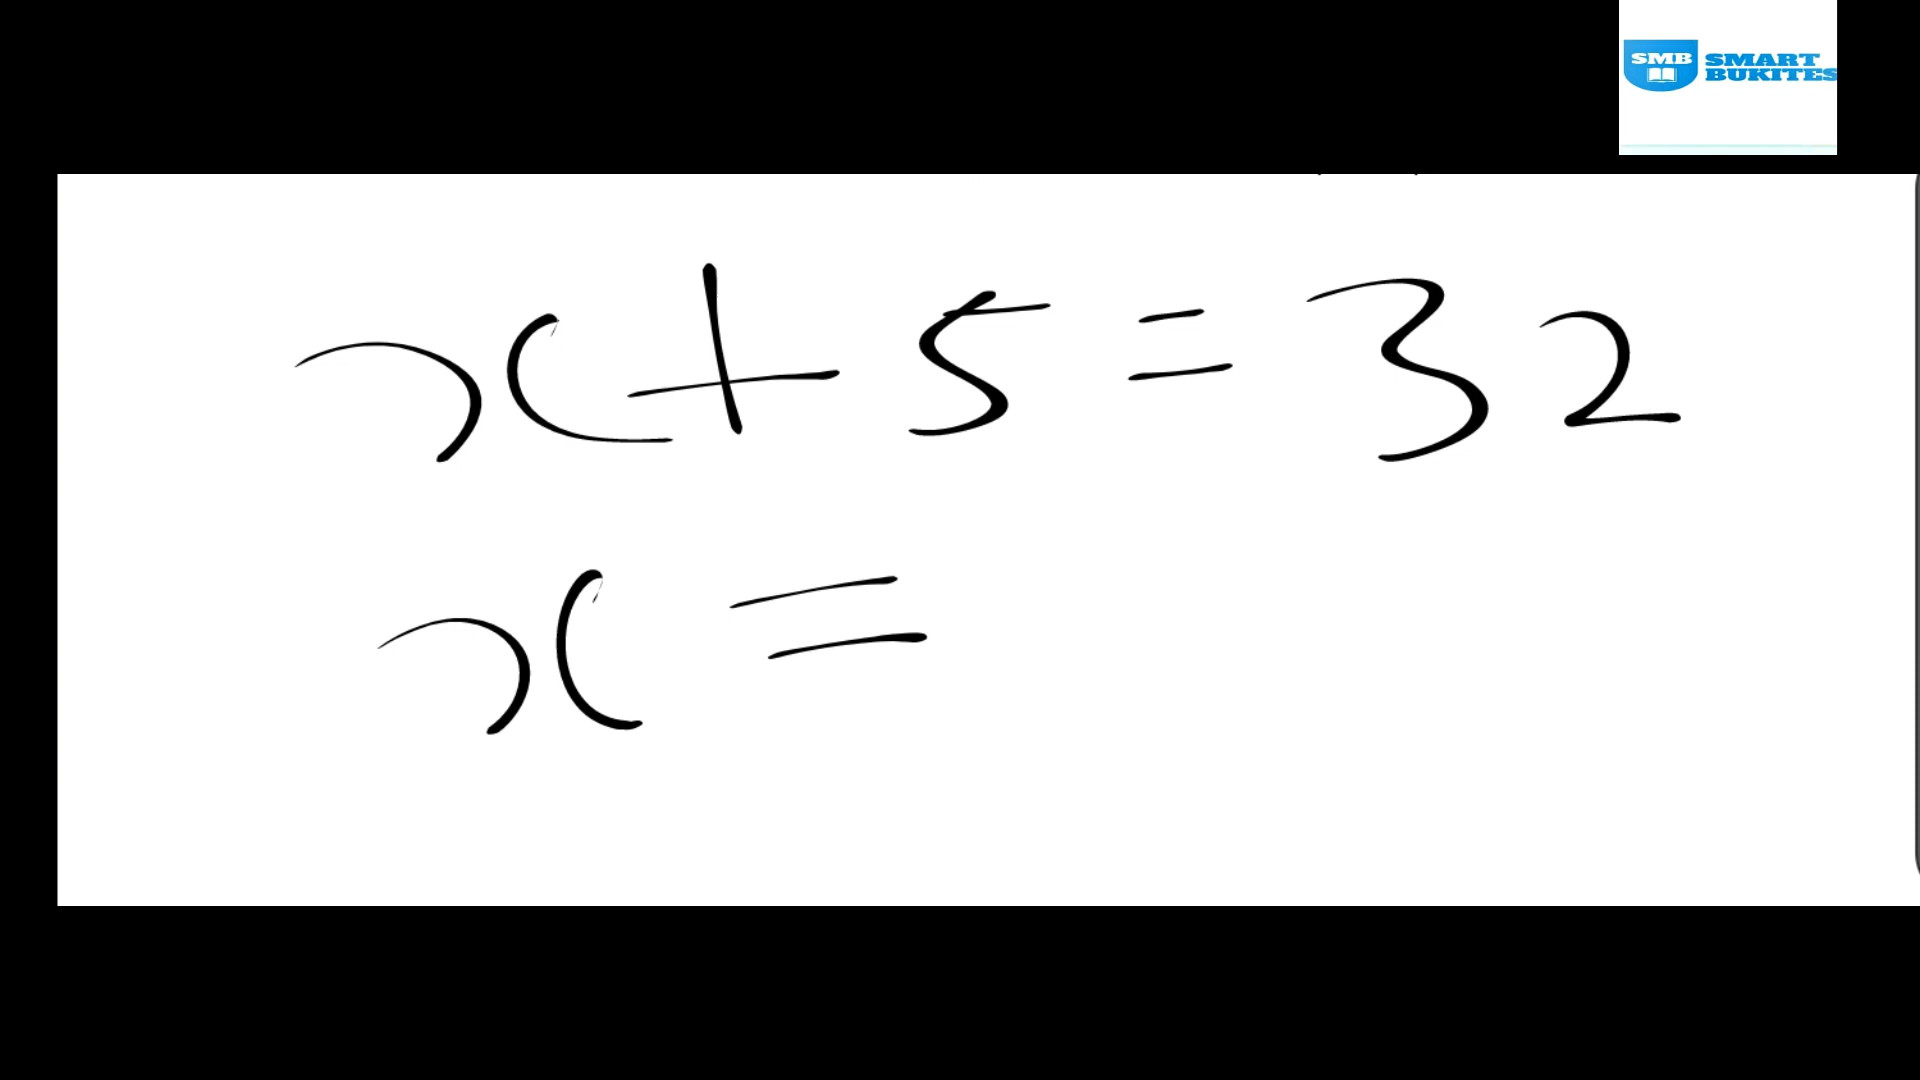 SMB SMART
BUKITES
x + 5 = 32
x =